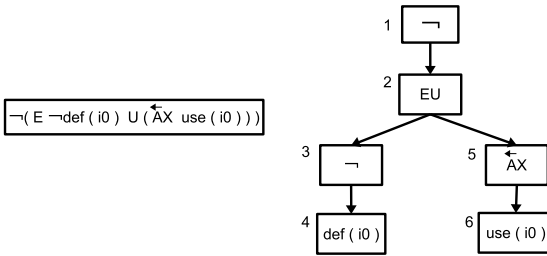 ¬( E ¬def ( i0 ) U ( A⃖X use ( i0 ) ) )
1 ¬
2 EU
3 ¬
5 A⃖X
4 def ( i0 )
6 use ( i0 )